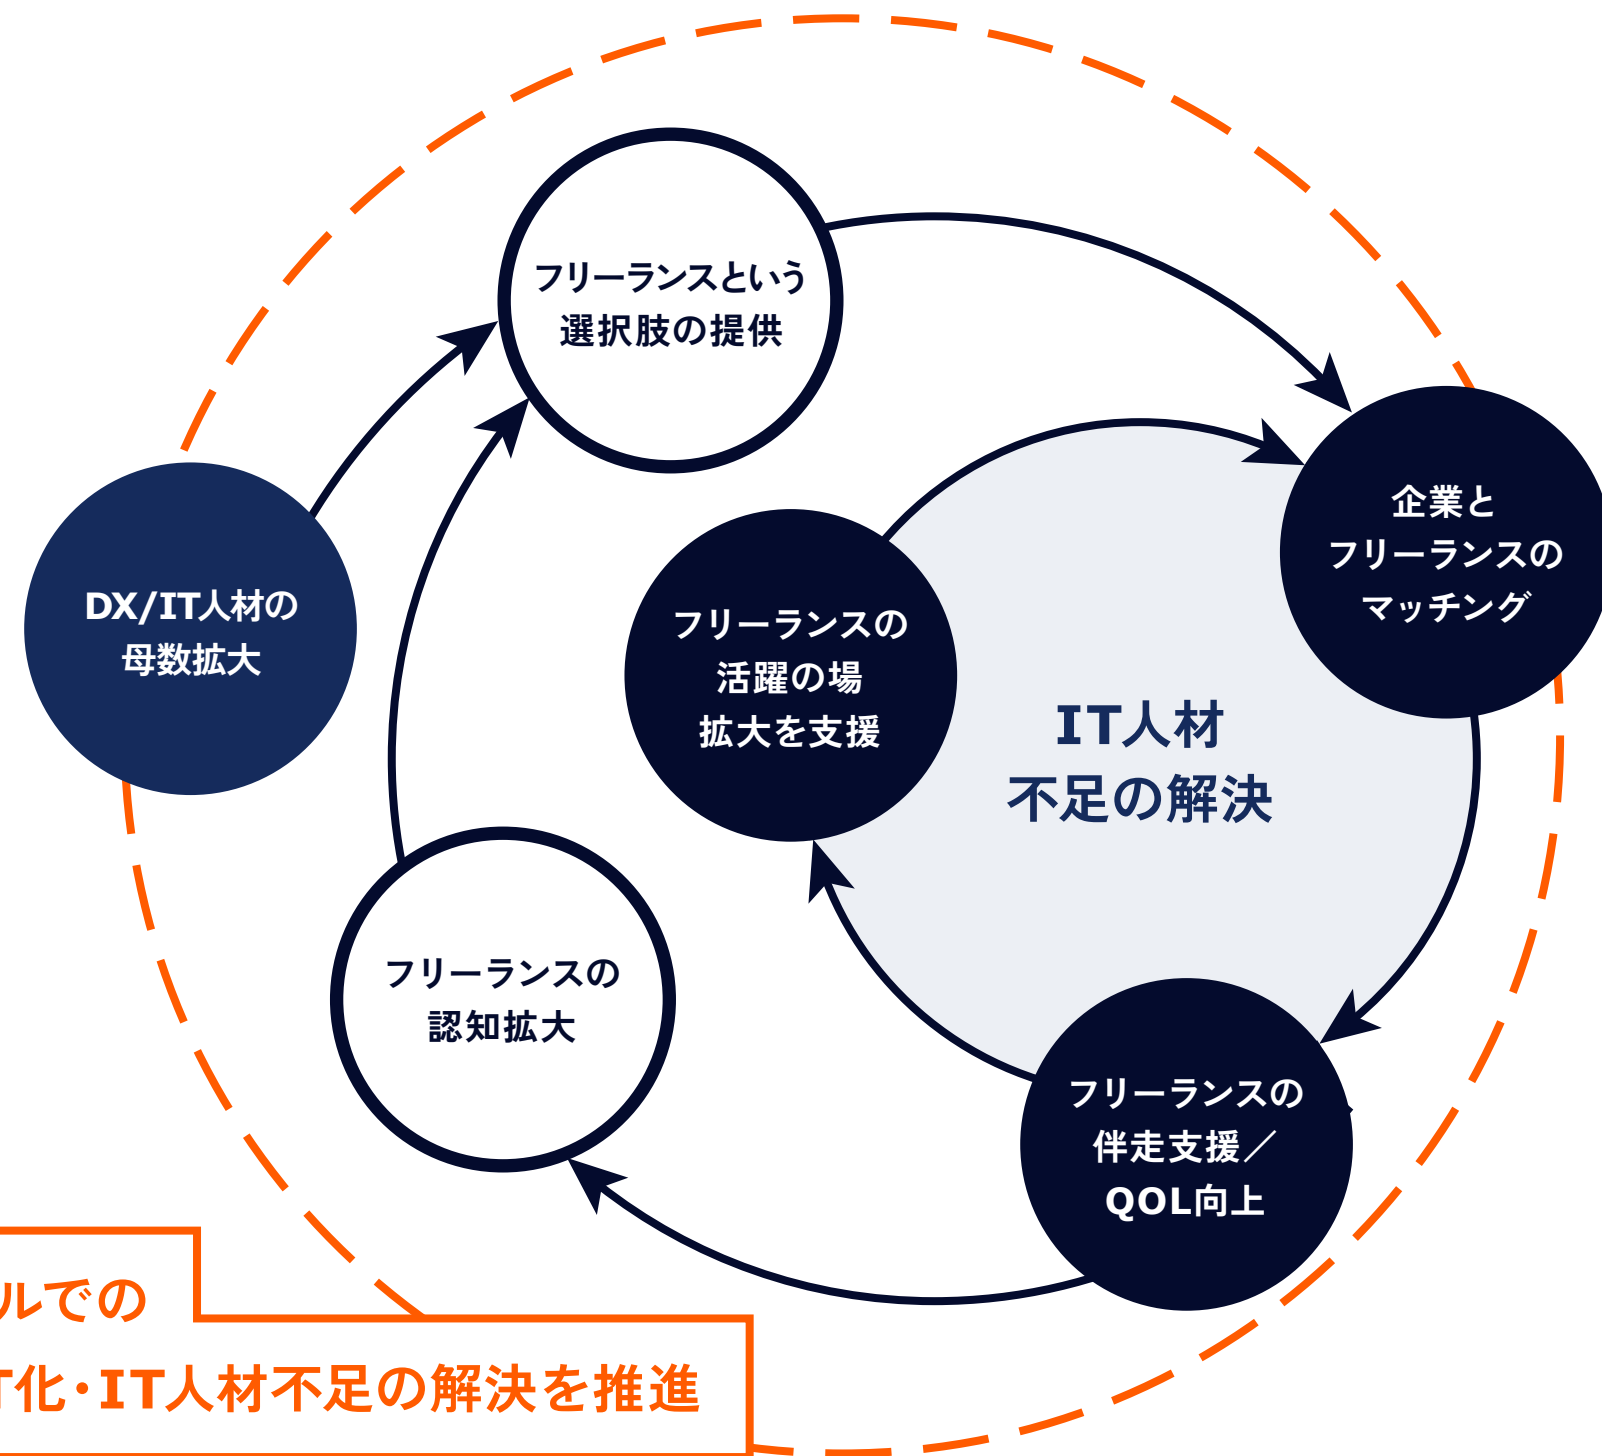 フリーランスという
選択肢の提供
企業と
フリーランスの
マッチング
DX/IT人材の
母数拡大
フリーランスの
活躍の場
拡大を支援
IT人材
不足の解決
フリーランスの
認知拡大
フリーランスの
伴走支援／
QOL向上
ルでの
T化・IT人材不足の解決を推進